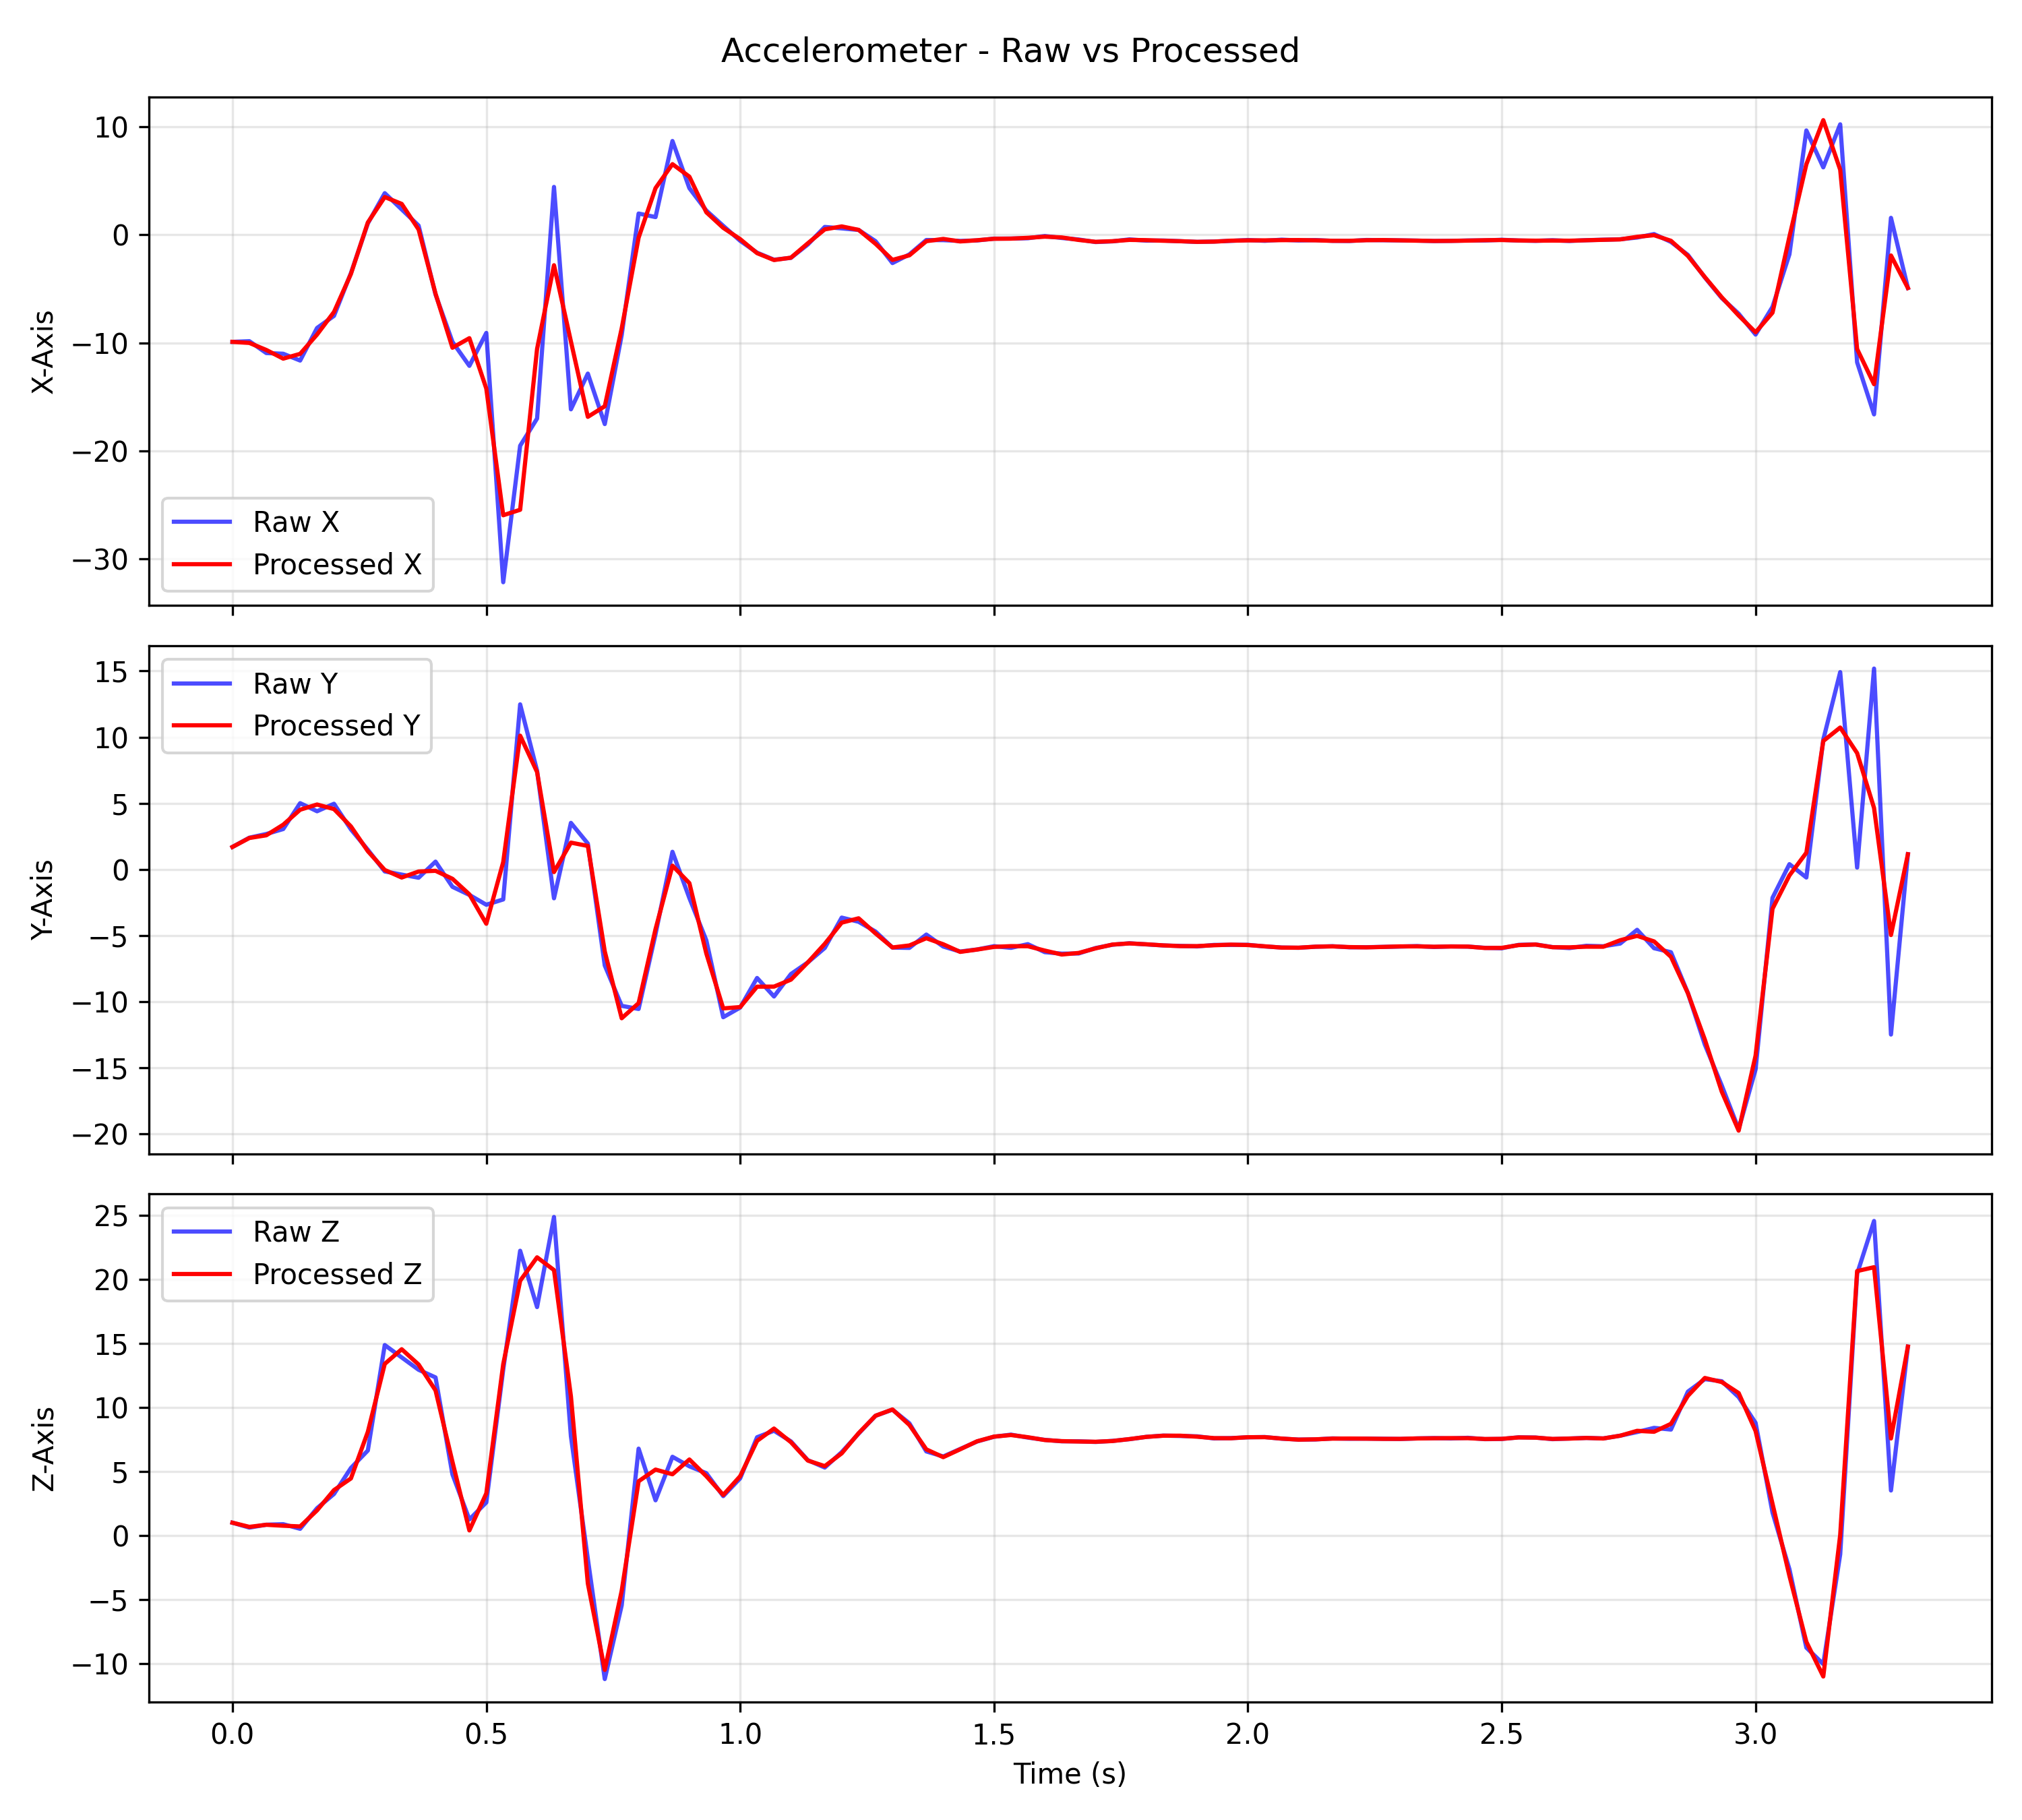 Accelerometer - Raw vs Processed
10
0
−10
−20
−30
X-Axis
Raw X
Processed X
15
10
5
0
−5
−10
−15
−20
Y-Axis
Raw Y
Processed Y
25
20
15
10
5
0
−5
−10
Z-Axis
Raw Z
Processed Z
0.0 0.5 1.0 1.5 2.0 2.5 3.0
Time (s)